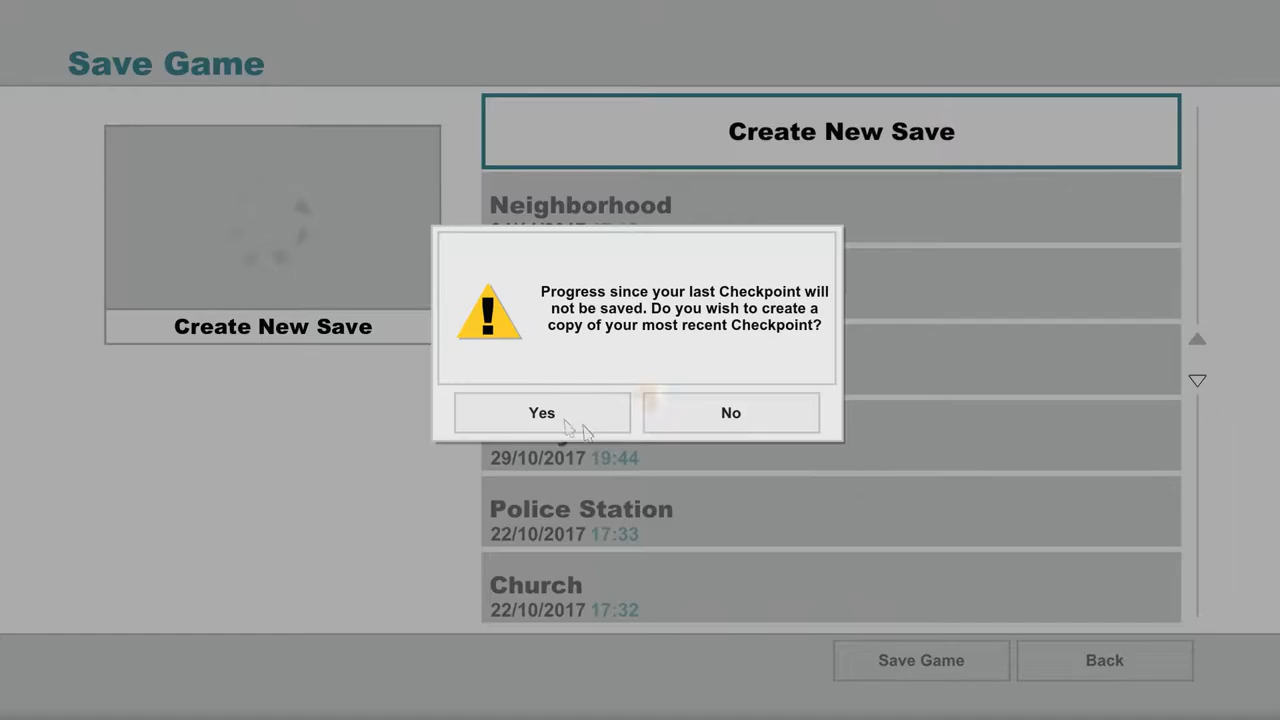 Save Game
Create New Save
Neighborhood
Create New Save
Progress since your last Checkpoint will
not be saved. Do you wish to create a
copy of your most recent Checkpoint?
Yes
No
29/10/2017 19:44
Police Station
22/10/2017 17:33
Church
22/10/2017 17:32
Save Game
Back